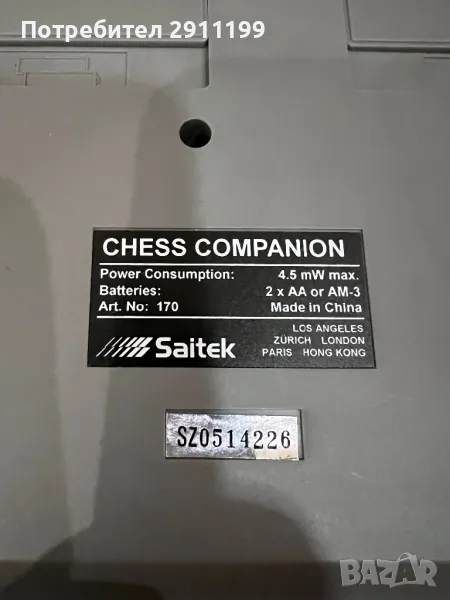 Потребител 2911199
CHESS COMPANION
Power Consumption: 4.5 mW max.
Batteries: 2 x AA or AM-3
Art. No: 170 Made in China
Saitek
LOS ANGELES
ZÜRICH LONDON
PARIS HONG KONG
SZ0514226
BAZAR